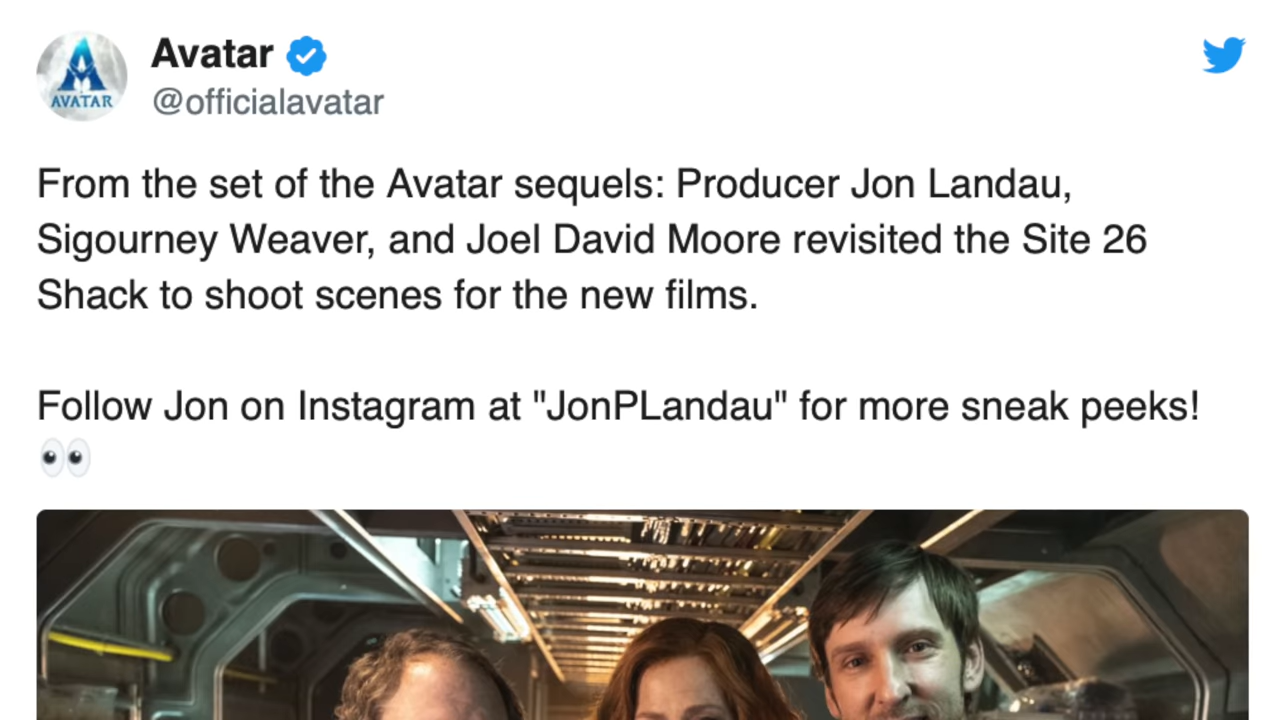 Avatar
AVATAR
@officialavatar
From the set of the Avatar sequels: Producer Jon Landau,
Sigourney Weaver, and Joel David Moore revisited the Site 26
Shack to shoot scenes for the new films.
Follow Jon on Instagram at "JonPLandau" for more sneak peeks!
👀